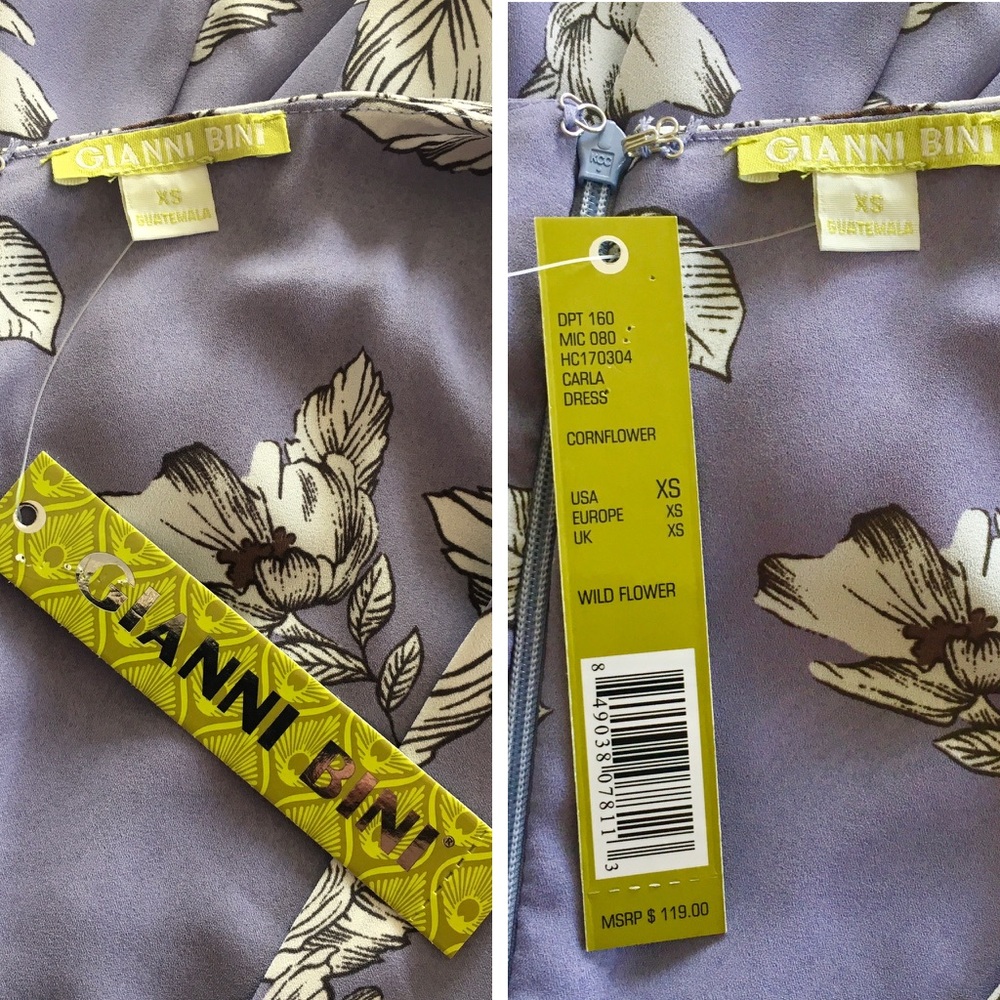 GIANNI BINI
XS
GUATEMALA
GIANNI BINI®
KCC
GIANNI BINI
XS
GUATEMALA
DPT 160
MIC 080
HC170304
CARLA
DRESS
CORNFLOWER
USA XS
EUROPE XS
UK XS
WILD FLOWER
8 49038 07811 3
MSRP $ 119.00